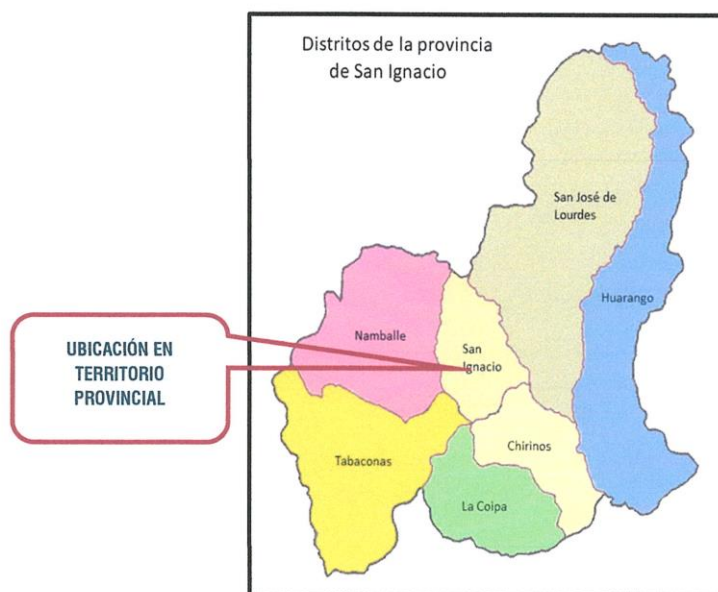 Distritos de la provincia
de San Ignacio
San José de
Lourdes
Huarango
Namballe
San
Ignacio
UBICACIÓN EN
TERRITORIO
PROVINCIAL
Chirinos
Tabaconas
La Coipa